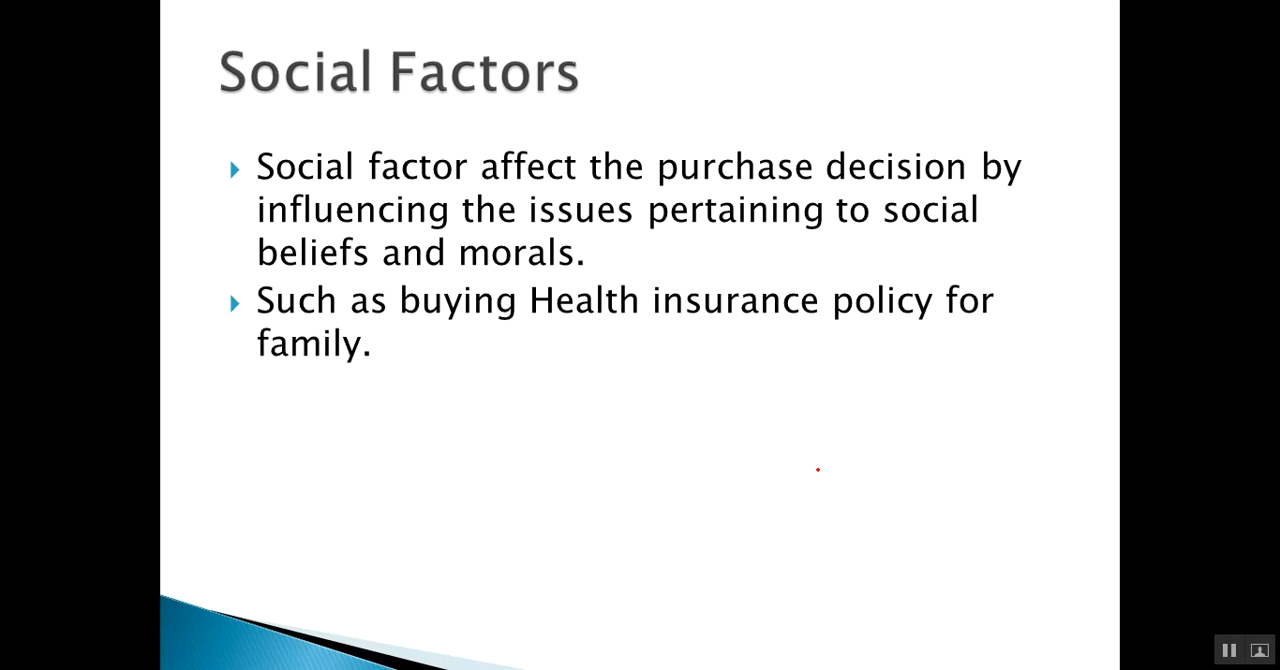 Social Factors
Social factor affect the purchase decision by
influencing the issues pertaining to social
beliefs and morals.
Such as buying Health insurance policy for
family.